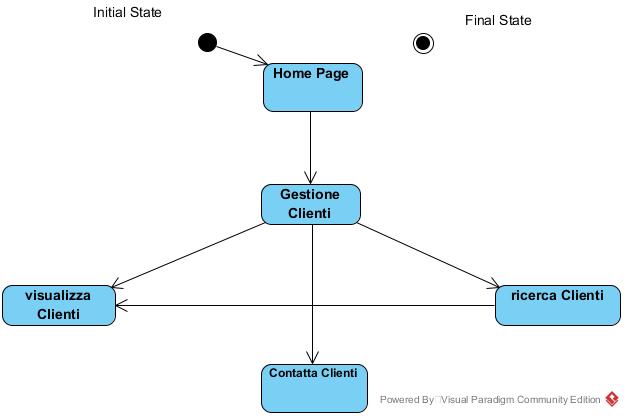 Initial State
Final State
Home Page
Gestione
Clienti
visualizza
Clienti
ricerca Clienti
Contatta Clienti
Powered By Visual Paradigm Community Edition